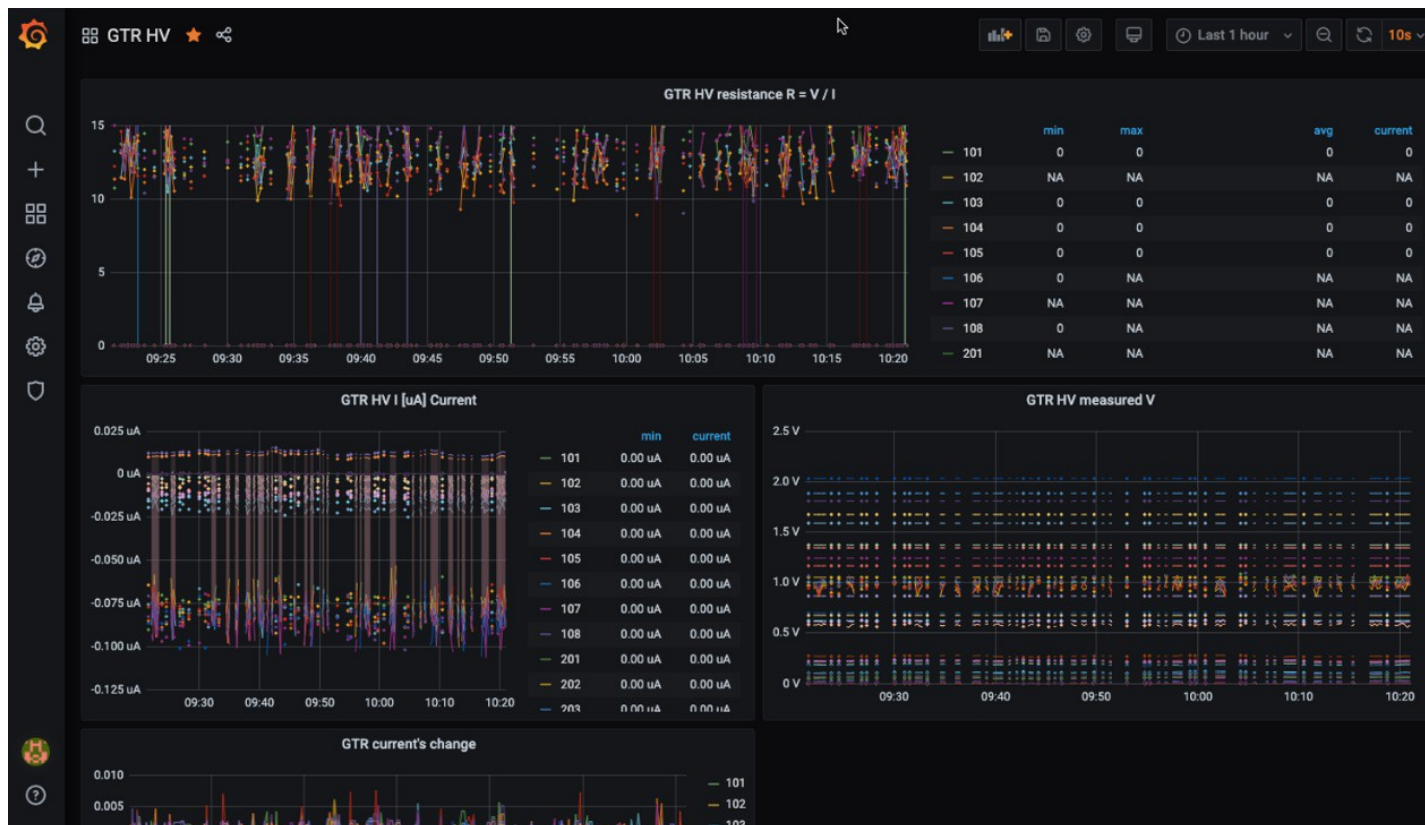 GTR HV
Last 1 hour
10s
GTR HV resistance R = V / I
15
10
5
0
09:25 09:30 09:35 09:40 09:45 09:50 09:55 10:00 10:05 10:10 10:15 10:20
min max avg current
101 0 0 0 0
102 NA NA NA NA
103 0 0 0 0
104 0 0 0 0
105 0 0 0 0
106 0 NA NA NA
107 NA NA NA NA
108 0 NA NA NA
201 NA NA NA NA
GTR HV I [uA] Current
0.025 uA
0 uA
-0.025 uA
-0.050 uA
-0.075 uA
-0.100 uA
-0.125 uA
09:30 09:40 09:50 10:00 10:10 10:20
min current
101 0.00 uA 0.00 uA
102 0.00 uA 0.00 uA
103 0.00 uA 0.00 uA
104 0.00 uA 0.00 uA
105 0.00 uA 0.00 uA
106 0.00 uA 0.00 uA
107 0.00 uA 0.00 uA
108 0.00 uA 0.00 uA
201 0.00 uA 0.00 uA
202 0.00 uA 0.00 uA
203 0.00 uA 0.00 uA
GTR HV measured V
2.5 V
2.0 V
1.5 V
1.0 V
0.5 V
0 V
09:30 09:40 09:50 10:00 10:10 10:20
GTR current's change
0.010
0.005
101
102
103